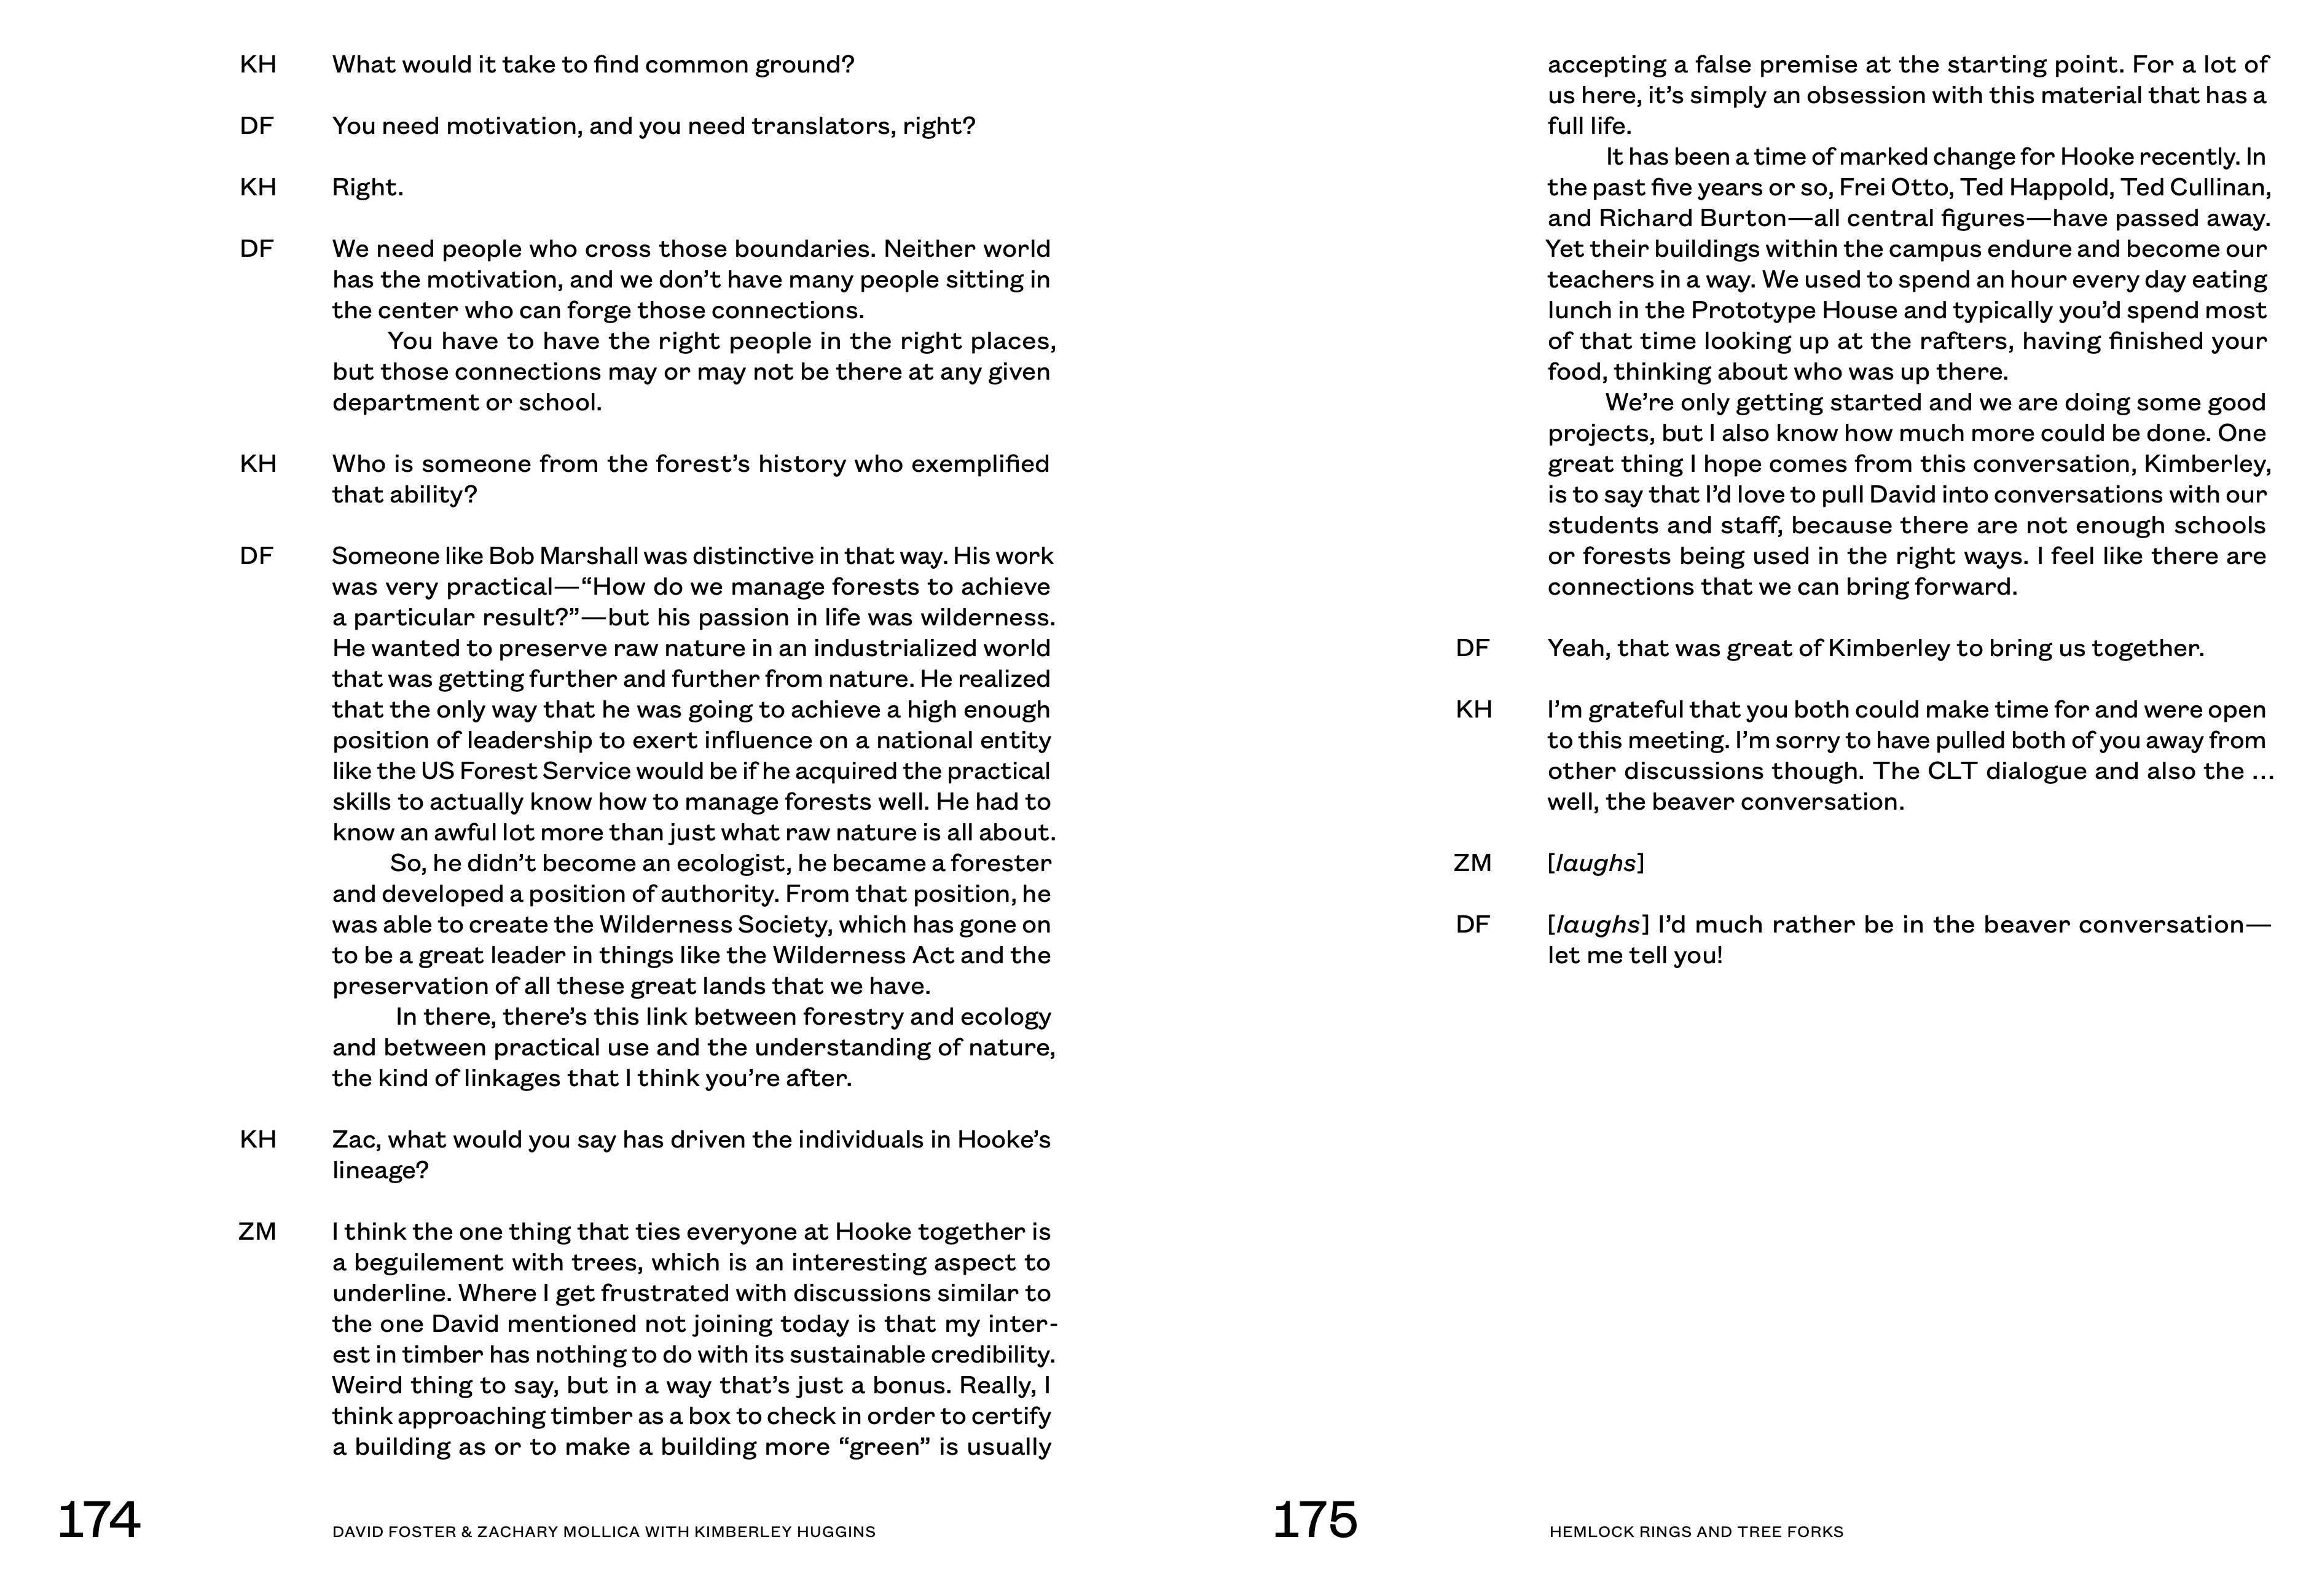 KH What would it take to find common ground?
DF You need motivation, and you need translators, right?
KH Right.
DF We need people who cross those boundaries. Neither world
has the motivation, and we don’t have many people sitting in
the center who can forge those connections.
You have to have the right people in the right places,
but those connections may or may not be there at any given
department or school.
KH Who is someone from the forest’s history who exemplified
that ability?
DF Someone like Bob Marshall was distinctive in that way. His work
was very practical—“How do we manage forests to achieve
a particular result?”—but his passion in life was wilderness.
He wanted to preserve raw nature in an industrialized world
that was getting further and further from nature. He realized
that the only way that he was going to achieve a high enough
position of leadership to exert influence on a national entity
like the US Forest Service would be if he acquired the practical
skills to actually know how to manage forests well. He had to
know an awful lot more than just what raw nature is all about.
So, he didn’t become an ecologist, he became a forester
and developed a position of authority. From that position, he
was able to create the Wilderness Society, which has gone on
to be a great leader in things like the Wilderness Act and the
preservation of all these great lands that we have.
In there, there’s this link between forestry and ecology
and between practical use and the understanding of nature,
the kind of linkages that I think you’re after.
KH Zac, what would you say has driven the individuals in Hooke’s
lineage?
ZM I think the one thing that ties everyone at Hooke together is
a beguilement with trees, which is an interesting aspect to
underline. Where I get frustrated with discussions similar to
the one David mentioned not joining today is that my inter-
est in timber has nothing to do with its sustainable credibility.
Weird thing to say, but in a way that’s just a bonus. Really, I
think approaching timber as a box to check in order to certify
a building as or to make a building more “green” is usually
174 DAVID FOSTER & ZACHARY MOLLICA WITH KIMBERLEY HUGGINS
accepting a false premise at the starting point. For a lot of
us here, it’s simply an obsession with this material that has a
full life.
It has been a time of marked change for Hooke recently. In
the past five years or so, Frei Otto, Ted Happold, Ted Cullinan,
and Richard Burton—all central figures—have passed away.
Yet their buildings within the campus endure and become our
teachers in a way. We used to spend an hour every day eating
lunch in the Prototype House and typically you’d spend most
of that time looking up at the rafters, having finished your
food, thinking about who was up there.
We’re only getting started and we are doing some good
projects, but I also know how much more could be done. One
great thing I hope comes from this conversation, Kimberley,
is to say that I’d love to pull David into conversations with our
students and staff, because there are not enough schools
or forests being used in the right ways. I feel like there are
connections that we can bring forward.
DF Yeah, that was great of Kimberley to bring us together.
KH I’m grateful that you both could make time for and were open
to this meeting. I’m sorry to have pulled both of you away from
other discussions though. The CLT dialogue and also the …
well, the beaver conversation.
ZM [laughs]
DF [laughs] I’d much rather be in the beaver conversation—
let me tell you!
175 HEMLOCK RINGS AND TREE FORKS